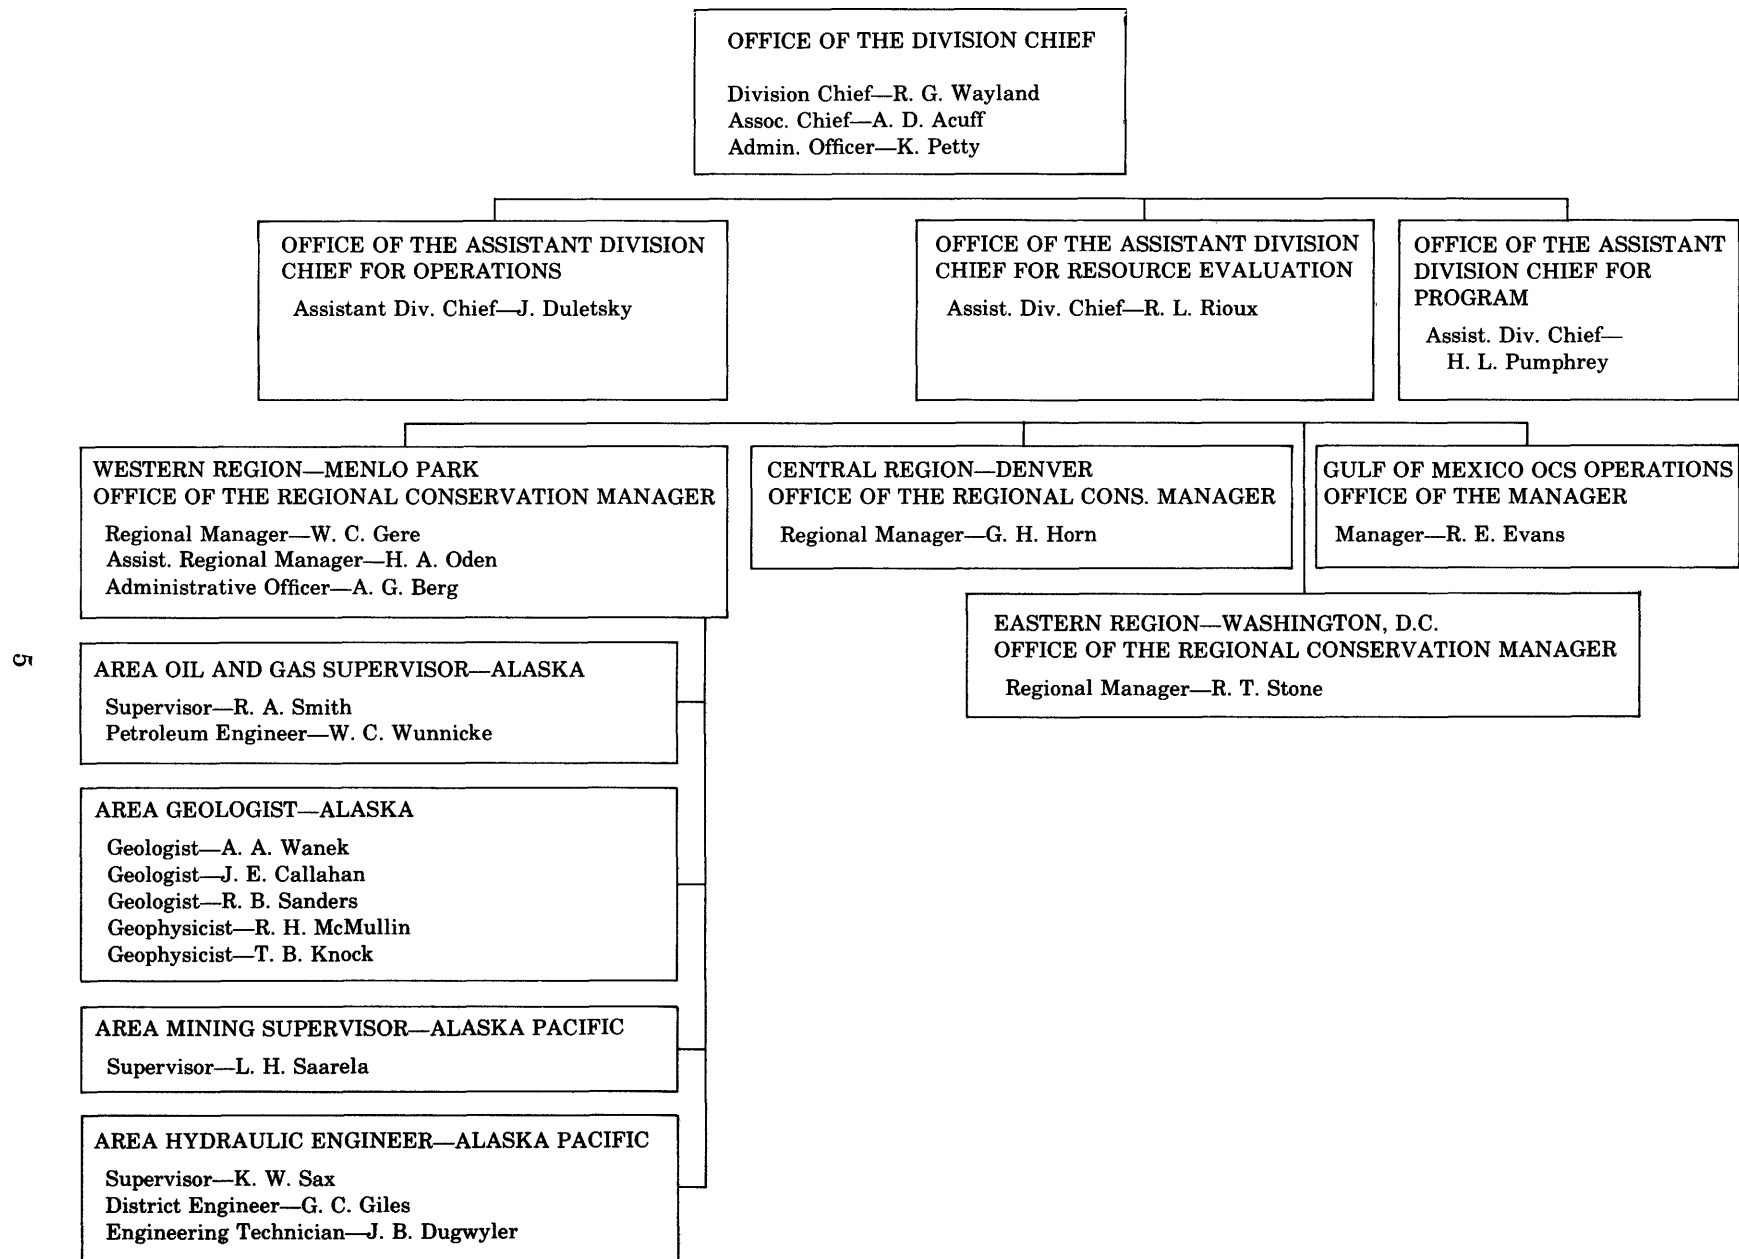 OFFICE OF THE DIVISION CHIEF
Division Chief—R. G. Wayland
Assoc. Chief—A. D. Acuff
Admin. Officer—K. Petty
OFFICE OF THE ASSISTANT DIVISION
CHIEF FOR OPERATIONS
Assistant Div. Chief—J. Duletsky
OFFICE OF THE ASSISTANT DIVISION
CHIEF FOR RESOURCE EVALUATION
Assist. Div. Chief—R. L. Rioux
OFFICE OF THE ASSISTANT
DIVISION CHIEF FOR
PROGRAM
Assist. Div. Chief—
H. L. Pumphrey
WESTERN REGION—MENLO PARK
OFFICE OF THE REGIONAL CONSERVATION MANAGER
Regional Manager—W. C. Gere
Assist. Regional Manager—H. A. Oden
Administrative Officer—A. G. Berg
CENTRAL REGION—DENVER
OFFICE OF THE REGIONAL CONS. MANAGER
Regional Manager—G. H. Horn
GULF OF MEXICO OCS OPERATIONS
OFFICE OF THE MANAGER
Manager—R. E. Evans
EASTERN REGION—WASHINGTON, D.C.
OFFICE OF THE REGIONAL CONSERVATION MANAGER
Regional Manager—R. T. Stone
AREA OIL AND GAS SUPERVISOR—ALASKA
Supervisor—R. A. Smith
Petroleum Engineer—W. C. Wunnicke
AREA GEOLOGIST—ALASKA
Geologist—A. A. Wanek
Geologist—J. E. Callahan
Geologist—R. B. Sanders
Geophysicist—R. H. McMullin
Geophysicist—T. B. Knock
AREA MINING SUPERVISOR—ALASKA PACIFIC
Supervisor—L. H. Saarela
AREA HYDRAULIC ENGINEER—ALASKA PACIFIC
Supervisor—K. W. Sax
District Engineer—G. C. Giles
Engineering Technician—J. B. Dugwyler
5